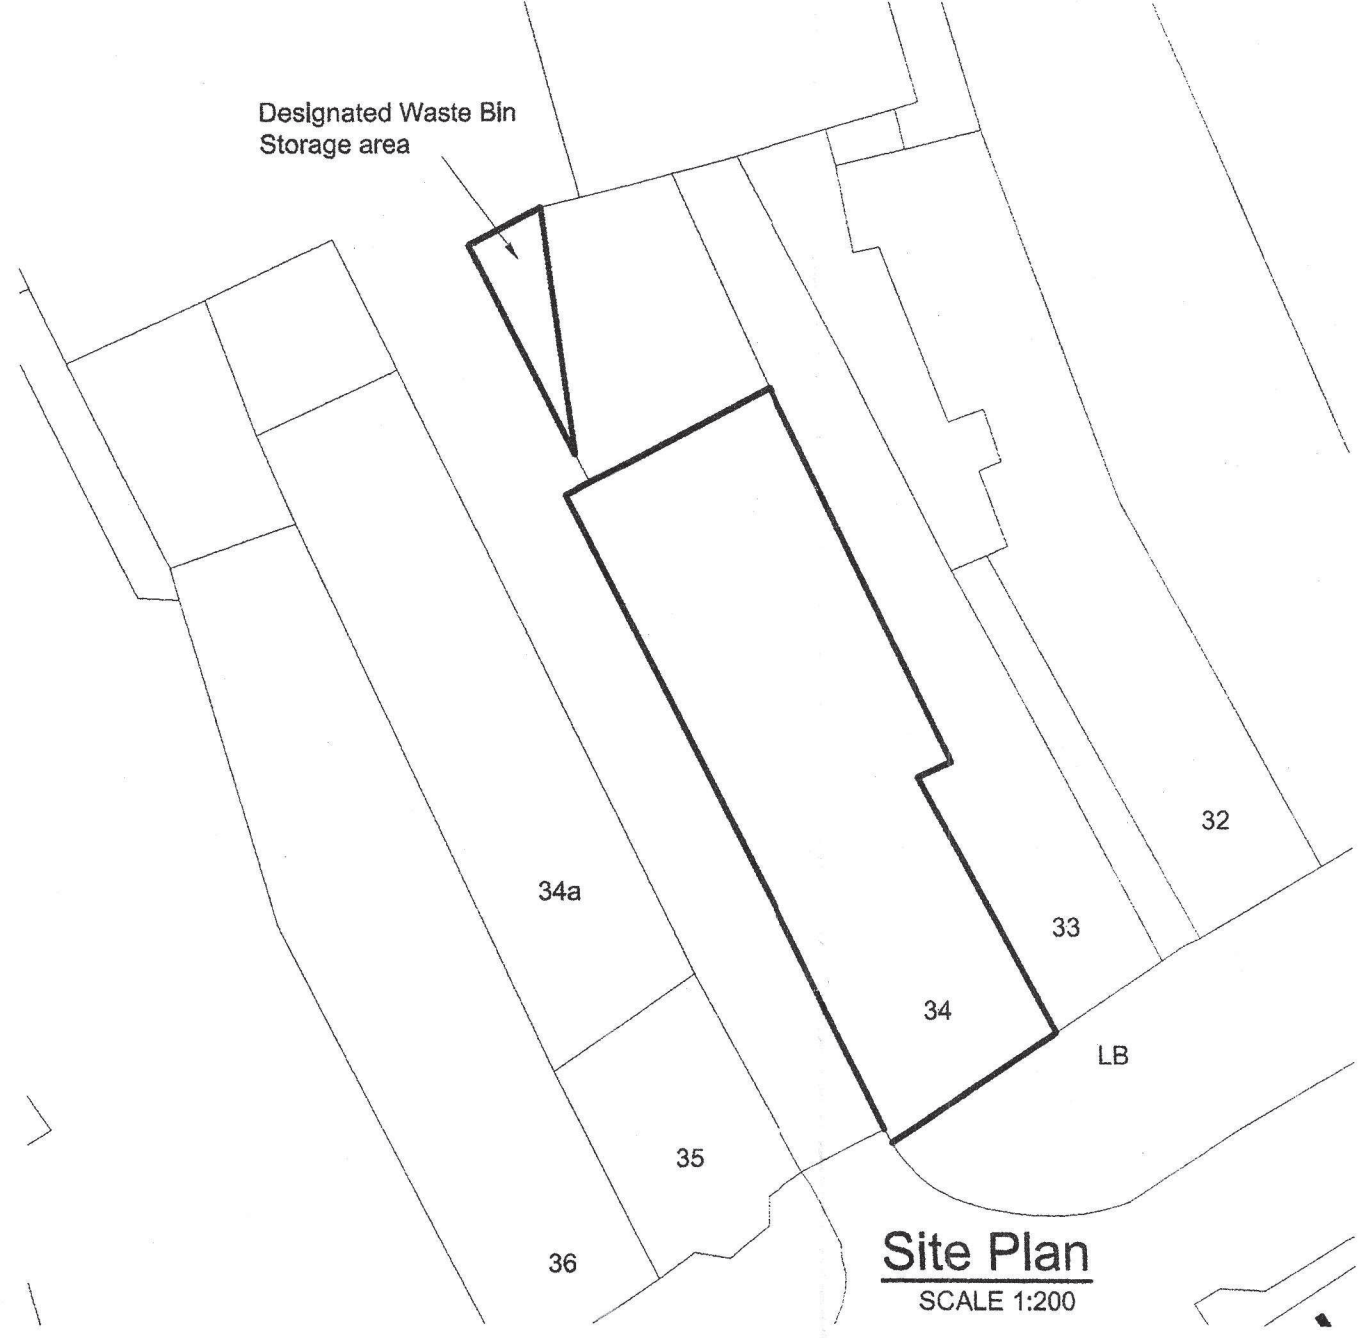 Designated Waste Bin
Storage area
32
34a
33
34
LB
35
36
Site Plan
SCALE 1:200